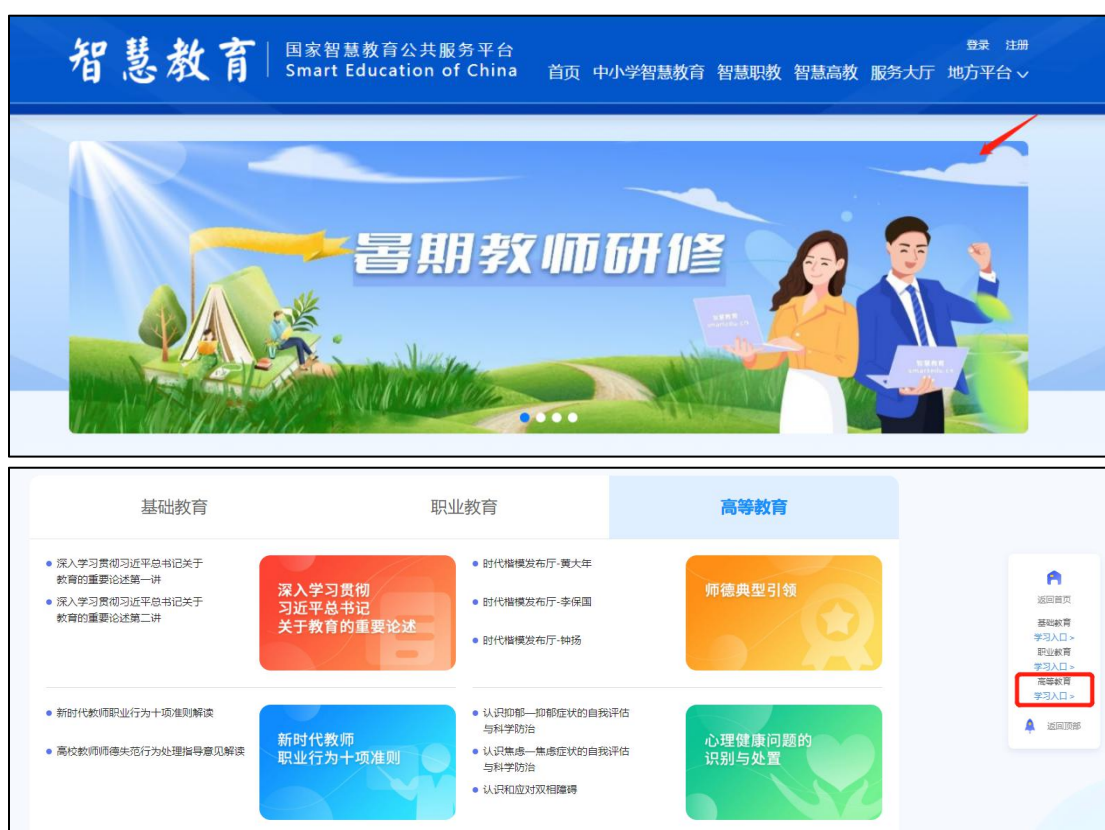 智慧教育
国家智慧教育公共服务平台
Smart Education of China
登录 注册
首页 中小学智慧教育 智慧职教 智慧高教 服务大厅 地方平台
暑期教师研修
智慧教育
smartedu.cn
智慧教育
smartedu.cn
基础教育 职业教育 高等教育
深入学习贯彻习近平总书记关于
教育的重要论述第一讲
深入学习贯彻习近平总书记关于
教育的重要论述第二讲
深入学习贯彻
习近平总书记
关于教育的重要论述
时代楷模发布厅-黄大年
时代楷模发布厅-李保国
时代楷模发布厅-钟扬
师德典型引领
新时代教师职业行为十项准则解读
高校教师师德失范行为处理指导意见解读
新时代教师
职业行为十项准则
认识抑郁—抑郁症状的自我评估
与科学防治
认识焦虑—焦虑症状的自我评估
与科学防治
认识和应对双相障碍
心理健康问题的
识别与处置
返回首页
基础教育
学习入口 >
职业教育
学习入口 >
高等教育
学习入口 >
返回顶部